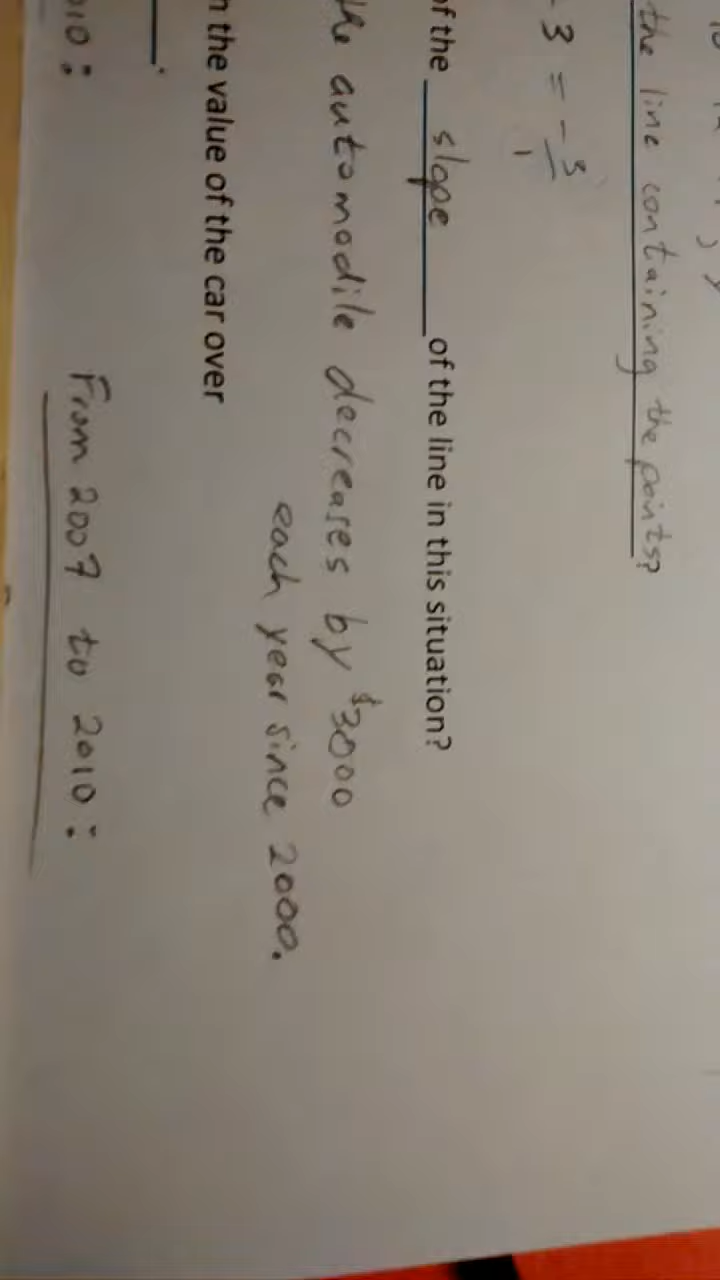 the line containing the points?
3 = - 3/1
of the slope of the line in this situation?
the automodile decreases by $3000
each year since 2000.
the value of the car over
From 2007 to 2010: